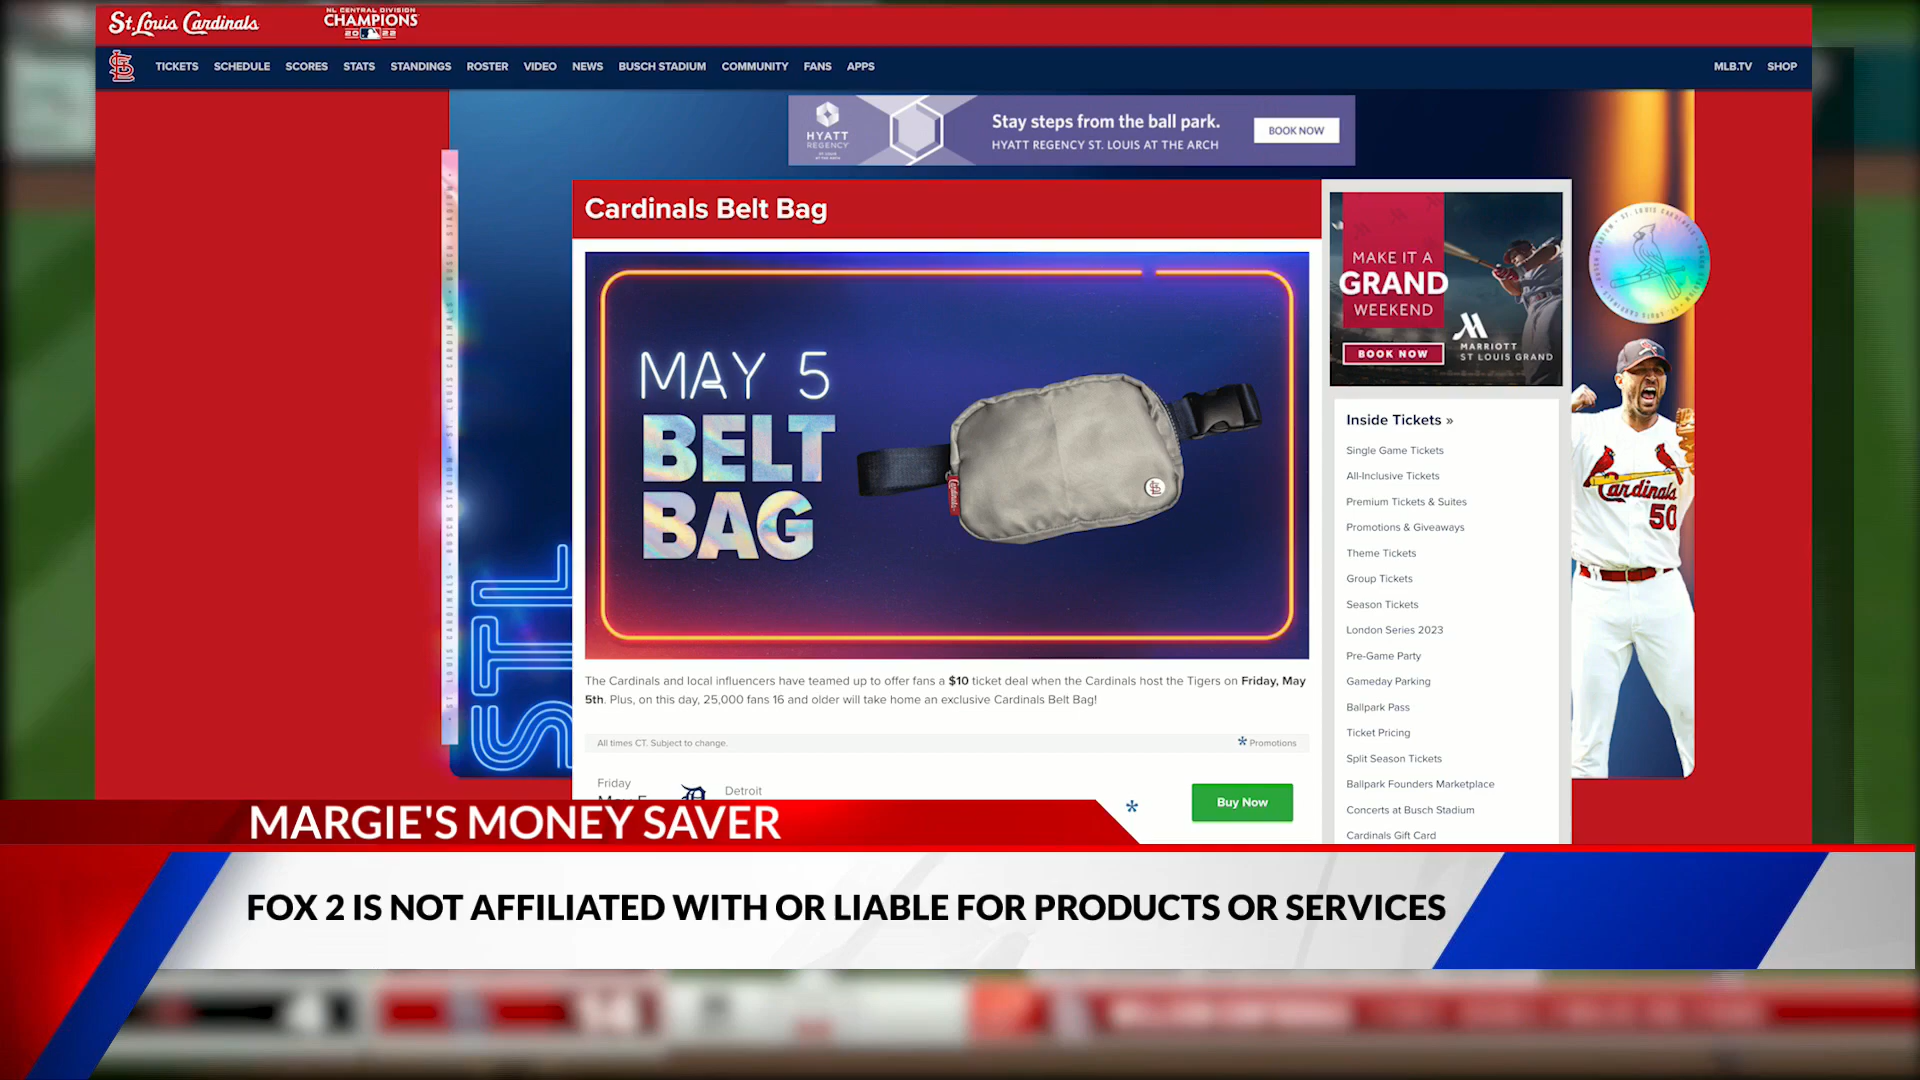 St. Louis Cardinals
NL CENTRAL DIVISION
CHAMPIONS
2022
TICKETS SCHEDULE SCORES STATS STANDINGS ROSTER VIDEO NEWS BUSCH STADIUM COMMUNITY FANS APPS MLB.TV SHOP
HYATT
REGENCY
Stay steps from the ball park.
HYATT REGENCY ST. LOUIS AT THE ARCH
BOOK NOW
Cardinals Belt Bag
MAY 5
BELT
BAG
Cardinals
STL
ST. LOUIS CARDINALS • BUSCH STADIUM
MAKE IT A
GRAND
WEEKEND
BOOK NOW
MARRIOTT
ST LOUIS GRAND
Cardinals
50
The Cardinals and local influencers have teamed up to offer fans a $10 ticket deal when the Cardinals host the Tigers on Friday, May
5th. Plus, on this day, 25,000 fans 16 and older will take home an exclusive Cardinals Belt Bag!
All times CT. Subject to change.
* Promotions
Friday
May 5
Detroit
*
Buy Now
Inside Tickets »
Single Game Tickets
All-Inclusive Tickets
Premium Tickets & Suites
Promotions & Giveaways
Theme Tickets
Group Tickets
Season Tickets
London Series 2023
Pre-Game Party
Gameday Parking
Ballpark Pass
Ticket Pricing
Split Season Tickets
Ballpark Founders Marketplace
Concerts at Busch Stadium
Cardinals Gift Card
MARGIE'S MONEY SAVER
FOX 2 IS NOT AFFILIATED WITH OR LIABLE FOR PRODUCTS OR SERVICES